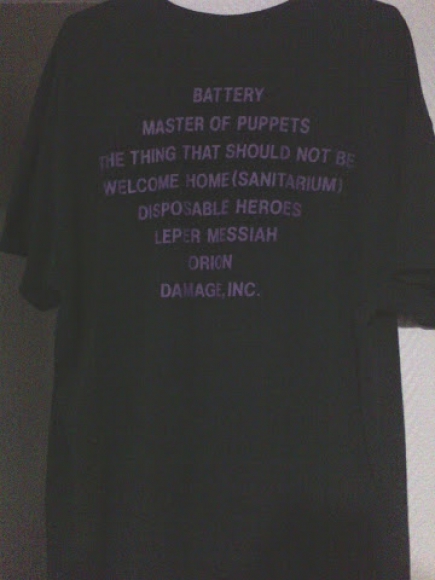 BATTERY
MASTER OF PUPPETS
THE THING THAT SHOULD NOT BE
WELCOME HOME(SANITARIUM)
DISPOSABLE HEROES
LEPER MESSIAH
ORION
DAMAGE,INC.